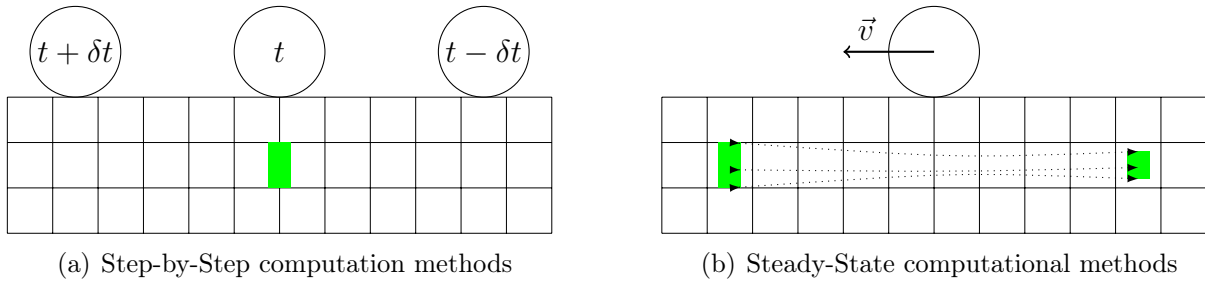 t + δt
t
t − δt
v⃗
(a) Step-by-Step computation methods
(b) Steady-State computational methods